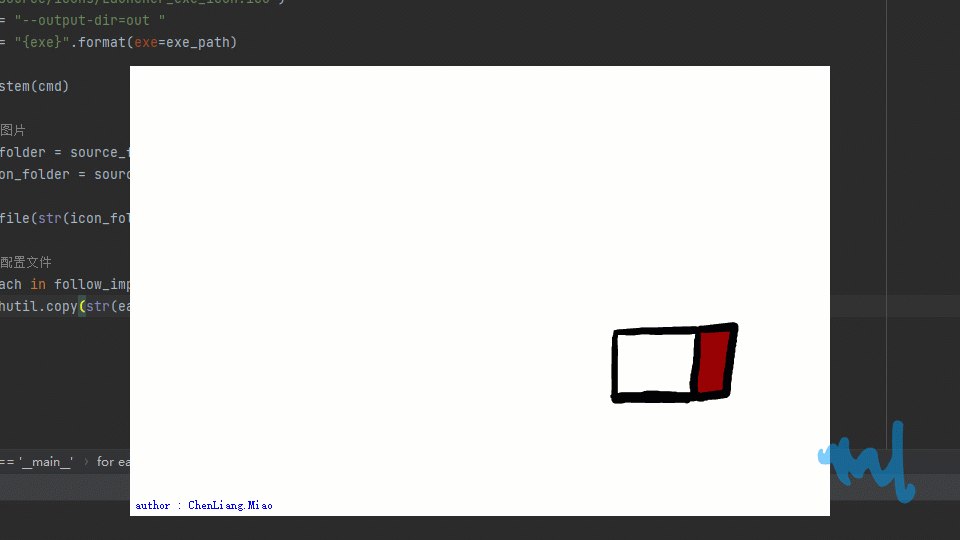 = "--output-dir=out "
= "{exe}".format(exe=exe_path)
stem(cmd)
图片
folder = source_f
on_folder = sourc
file(str(icon_fol
配置文件
ach in follow_imp
hutil.copy(str(ea
== '__main__' › for ea
author : ChenLiang.Miao